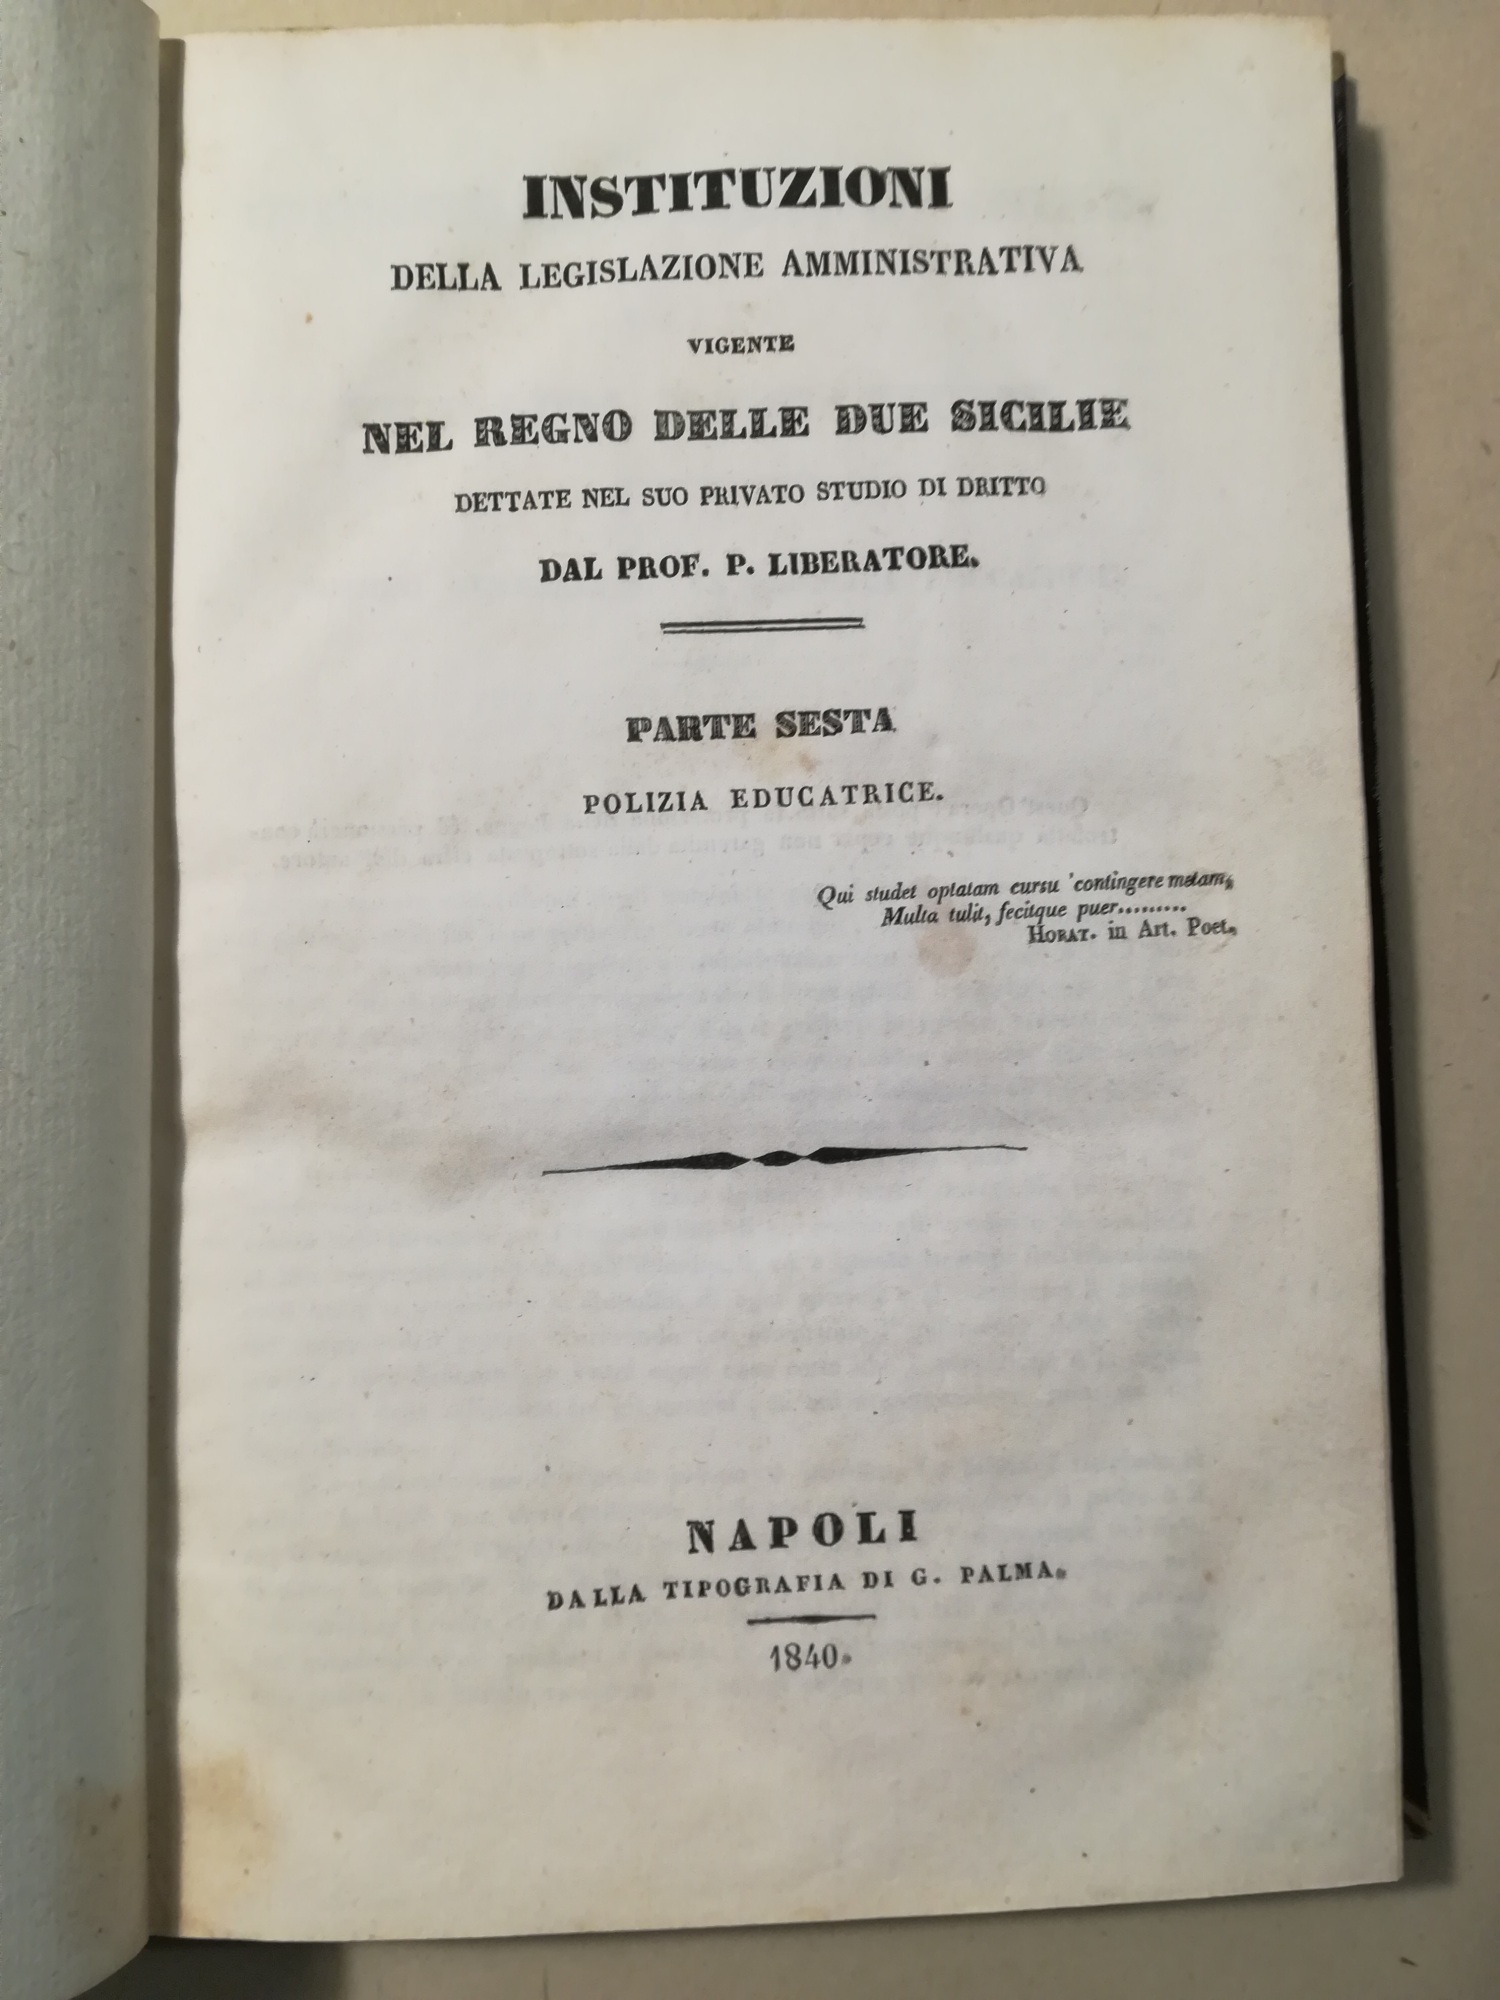 INSTITUZIONI
DELLA LEGISLAZIONE AMMINISTRATIVA
VIGENTE
NEL REGNO DELLE DUE SICILIE
DETTATE NEL SUO PRIVATO STUDIO DI DRITTO
DAL PROF. P. LIBERATORE.
PARTE SESTA
POLIZIA EDUCATRICE.
Qui studet optatam cursu 'contingere metam,
Multa tulit, fecitque puer.........
HORAT. in Art. Poet.
NAPOLI
DALLA TIPOGRAFIA DI G. PALMA.
1840.